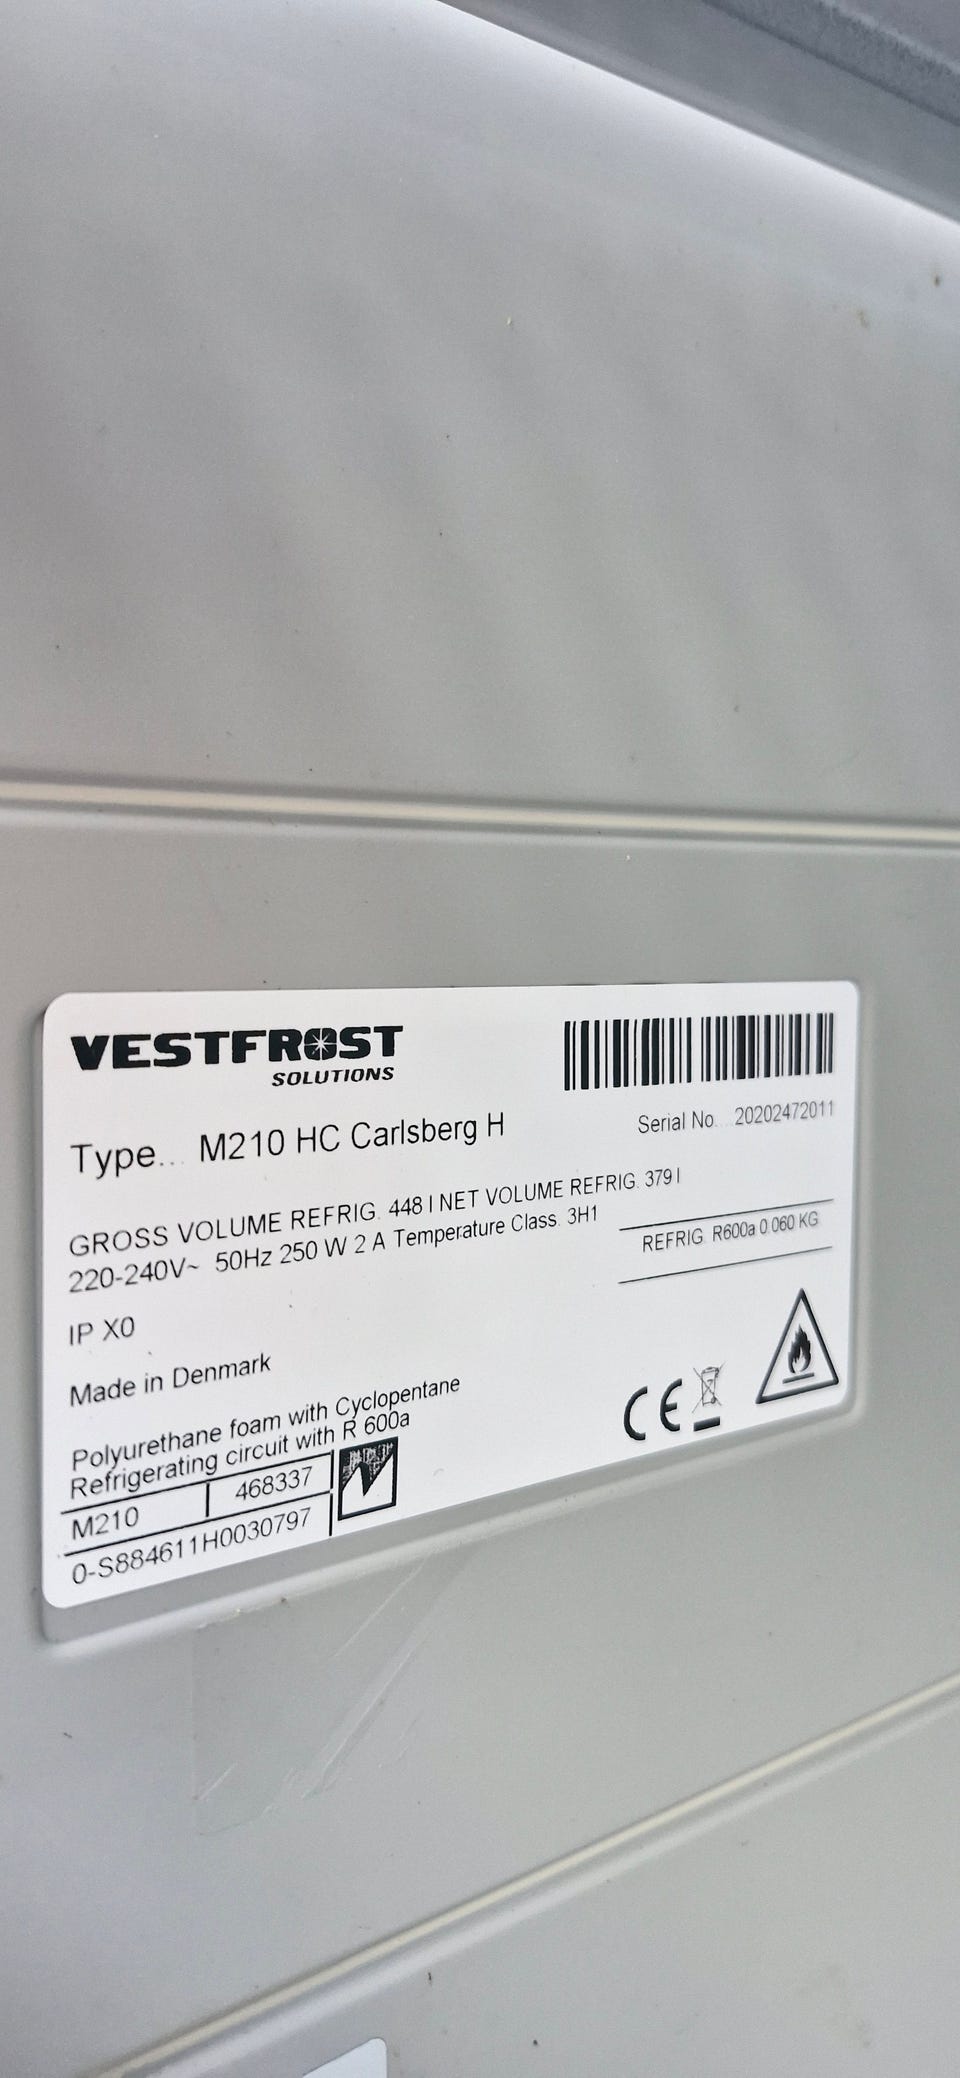 VESTFROST
SOLUTIONS
Type... M210 HC Carlsberg H
Serial No... 20202472011
GROSS VOLUME REFRIG. 448 l NET VOLUME REFRIG. 379 l
220-240V~ 50Hz 250 W 2 A Temperature Class. 3H1
REFRIG. R600a 0.060 KG
IP X0
Made in Denmark
Polyurethane foam with Cyclopentane
Refrigerating circuit with R 600a
CE
M210 468337
0-S884611H0030797